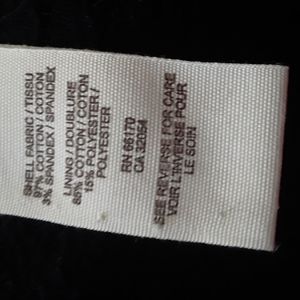 SHELL FABRIC / TISSU
97% COTTON / COTON
3% SPANDEX / SPANDEX
LINING / DOUBLURE
85% COTTON / COTON
15% POLYESTER /
POLYESTER
RN 66170
CA 32054
SEE REVERSE FOR CARE
VOIR L'INVERSE POUR
LE SOIN